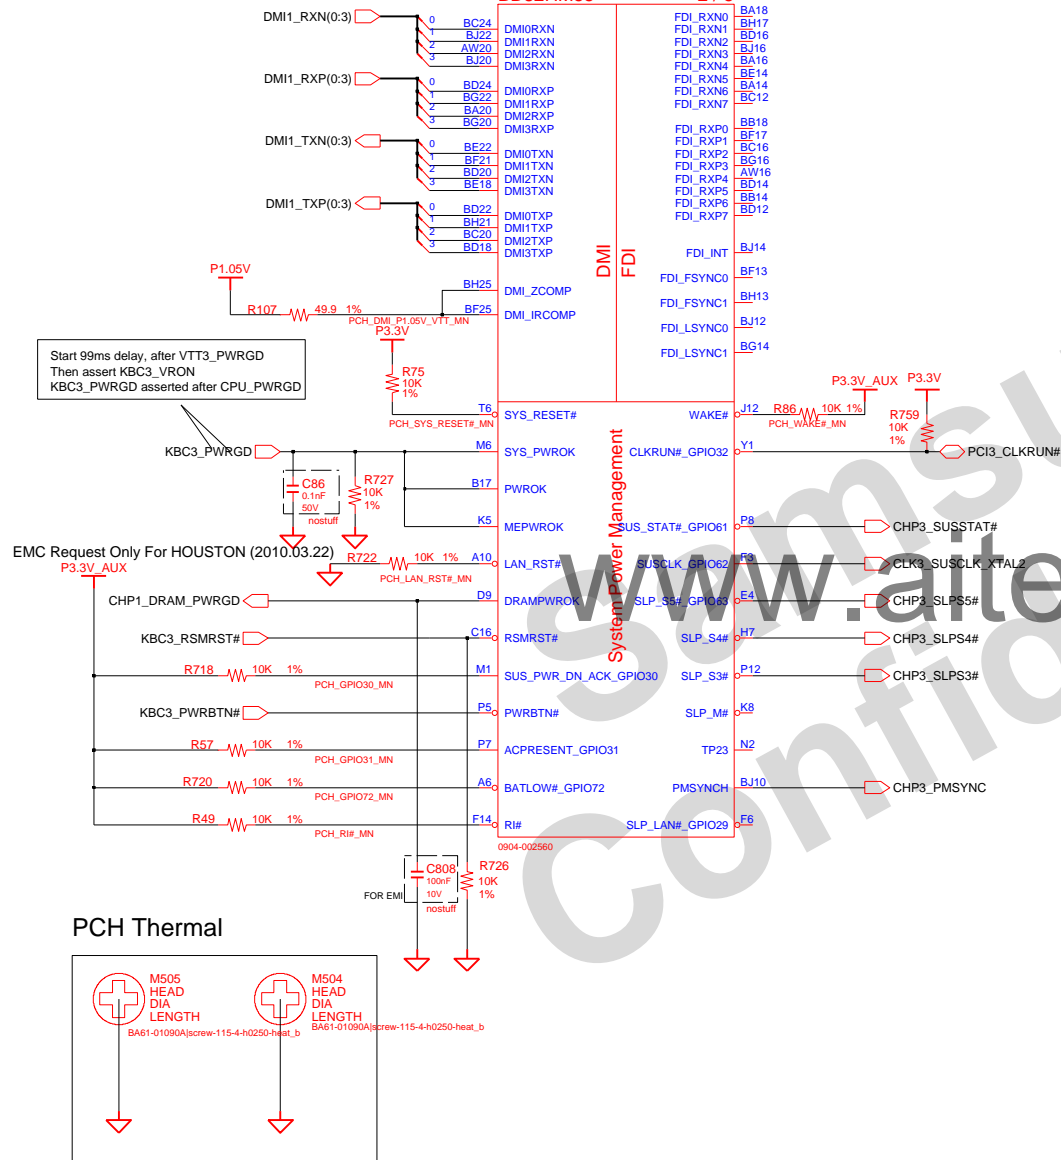 DMI1_RXN(0:3)
0 BC24 DMI0RXN
1 BJ22 DMI1RXN
2 AW20 DMI2RXN
3 BJ20 DMI3RXN
DMI1_RXP(0:3)
0 BD24 DMI0RXP
1 BG22 DMI1RXP
2 BA20 DMI2RXP
3 BG20 DMI3RXP
DMI1_TXN(0:3)
0 BE22 DMI0TXN
1 BF21 DMI1TXN
2 BD20 DMI2TXN
3 BE18 DMI3TXN
DMI1_TXP(0:3)
0 BD22 DMI0TXP
1 BH21 DMI1TXP
2 BC20 DMI2TXP
3 BD18 DMI3TXP
P1.05V
BH25 DMI_ZCOMP
R107 49.9 1% BF25 DMI_IRCOMP
PCH_DMI_P1.05V_VTT_MN
FDI_RXN0 BA18
FDI_RXN1 BH17
FDI_RXN2 BD16
FDI_RXN3 BJ16
FDI_RXN4 BA16
FDI_RXN5 BE14
FDI_RXN6 BA14
FDI_RXN7 BC12
FDI_RXP0 BB18
FDI_RXP1 BF17
FDI_RXP2 BC16
FDI_RXP3 BG16
FDI_RXP4 AW16
FDI_RXP5 BD14
FDI_RXP6 BB14
FDI_RXP7 BD12
FDI_INT BJ14
FDI_FSYNC0 BF13
FDI_FSYNC1 BH13
FDI_LSYNC0 BJ12
FDI_LSYNC1 BG14
DMI
FDI
Start 99ms delay, after VTT3_PWRGD
Then assert KBC3_VRON
KBC3_PWRGD asserted after CPU_PWRGD
P3.3V
R75
10K
1%
T6 SYS_RESET#
PCH_SYS_RESET#_MN
KBC3_PWRGD M6 SYS_PWROK
C86
0.1nF
50V
nostuff
R727
10K
1%
B17 PWROK
K5 MEPWROK
EMC Request Only For HOUSTON (2010.03.22)
R722 10K 1% A10 LAN_RST#
PCH_LAN_RST#_MN
P3.3V_AUX
CHP1_DRAM_PWRGD D9 DRAMPWROK
KBC3_RSMRST# C16 RSMRST#
R718 10K 1% M1 SUS_PWR_DN_ACK_GPIO30
PCH_GPIO30_MN
KBC3_PWRBTN# P5 PWRBTN#
R57 10K 1% P7 ACPRESENT_GPIO31
PCH_GPIO31_MN
R720 10K 1% A6 BATLOW#_GPIO72
PCH_GPIO72_MN
R49 10K 1% F14 RI#
PCH_RI#_MN
System Power Management
P3.3V_AUX P3.3V
WAKE# J12 R86 10K 1%
PCH_WAKE#_MN
R759
10K
1%
CLKRUN#_GPIO32 Y1 PCI3_CLKRUN#
SUS_STAT#_GPIO61 P8 CHP3_SUSSTAT#
SUSCLK_GPIO62 F3 CLK3_SUSCLK_XTAL2
SLP_S5#_GPIO63 E4 CHP3_SLPS5#
SLP_S4# H7 CHP3_SLPS4#
SLP_S3# P12 CHP3_SLPS3#
SLP_M# K8
TP23 N2
PMSYNCH BJ10 CHP3_PMSYNC
SLP_LAN#_GPIO29 F6
0904-002560
FOR EMI
C808
100nF
10V
nostuff
R726
10K
1%
PCH Thermal
M505
HEAD
DIA
LENGTH
BA61-01090A|screw-115-4-h0250-heat_b
M504
HEAD
DIA
LENGTH
BA61-01090A|screw-115-4-h0250-heat_b
www.aite
Samsu
Confid